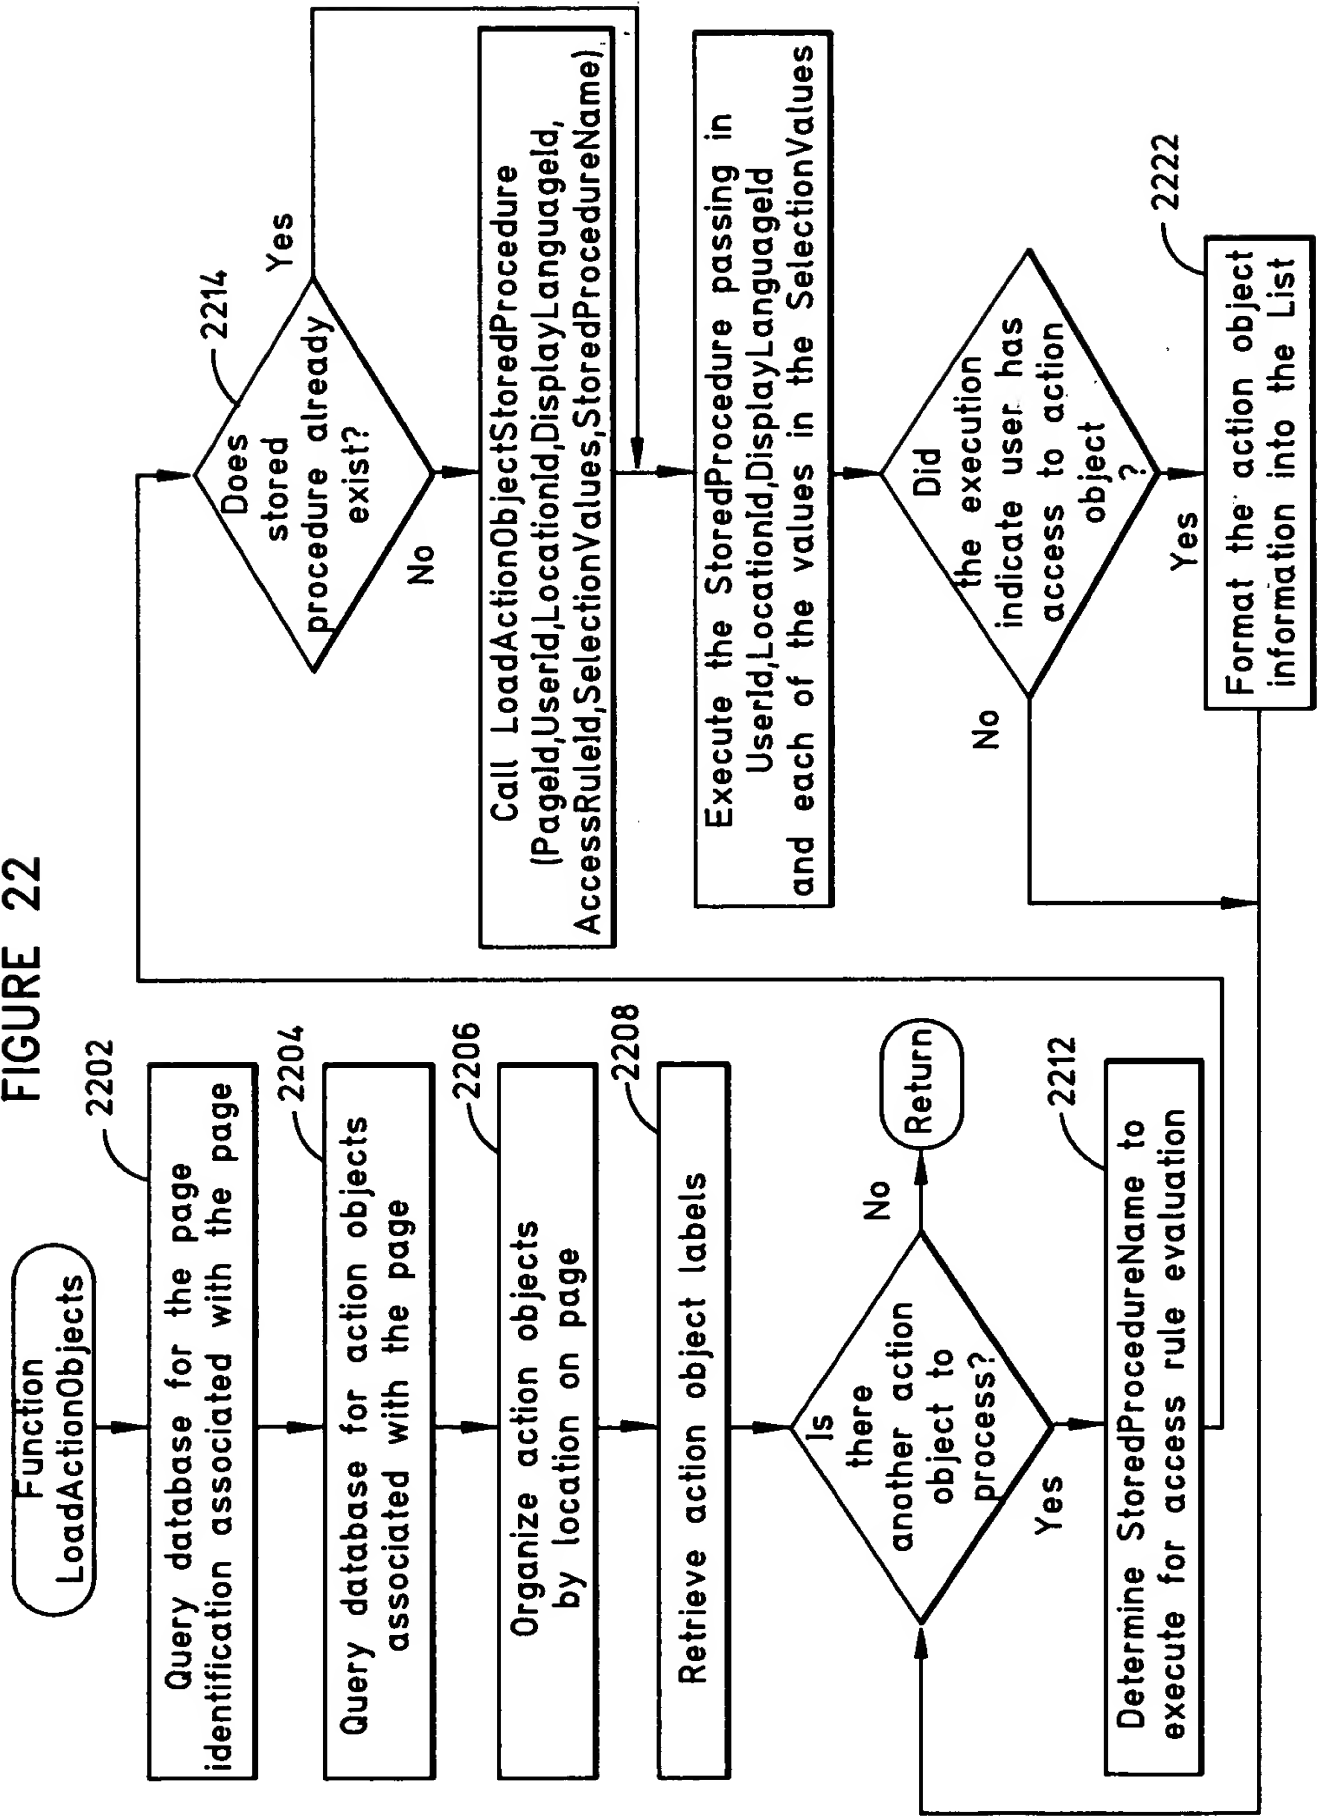 FIGURE 22
Function
LoadActionObjects
2202
Query database for the page
identification associated with the page
2204
Query database for action objects
associated with the page
2206
Organize action objects
by location on page
2208
Retrieve action object labels
Is
there
another action
object to
process?
No
Return
Yes
2212
Determine StoredProcedureName to
execute for access rule evaluation
2214
Does
stored
procedure already
exist?
Yes
No
Call LoadActionObjectStoredProcedure
(PageId,UserId,LocationId,DisplayLanguageId,
AccessRuleId,SelectionValues,StoredProcedureName)
Execute the StoredProcedure passing in
UserId,LocationId,DisplayLanguageId
and each of the values in the SelectionValues
Did
the execution
indicate user has
access to action
object
?
No
Yes
2222
Format the action object
information into the List